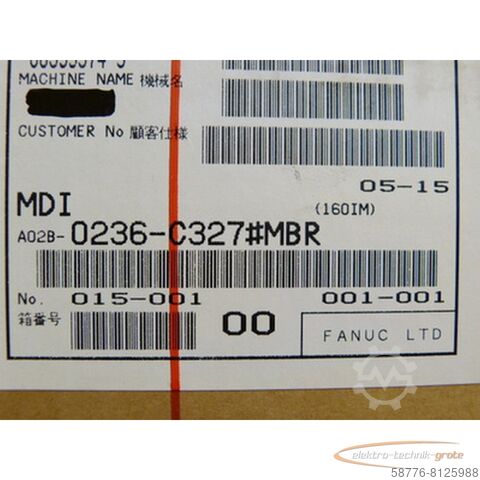 MACHINE NAME 機械名
CUSTOMER No 顧客仕様
05-15
MDI (160IM)
A02B-0236-C327#MBR
No. 015-001 001-001
箱番号 00 FANUC LTD
elektro-technik-grote
58776-8125988